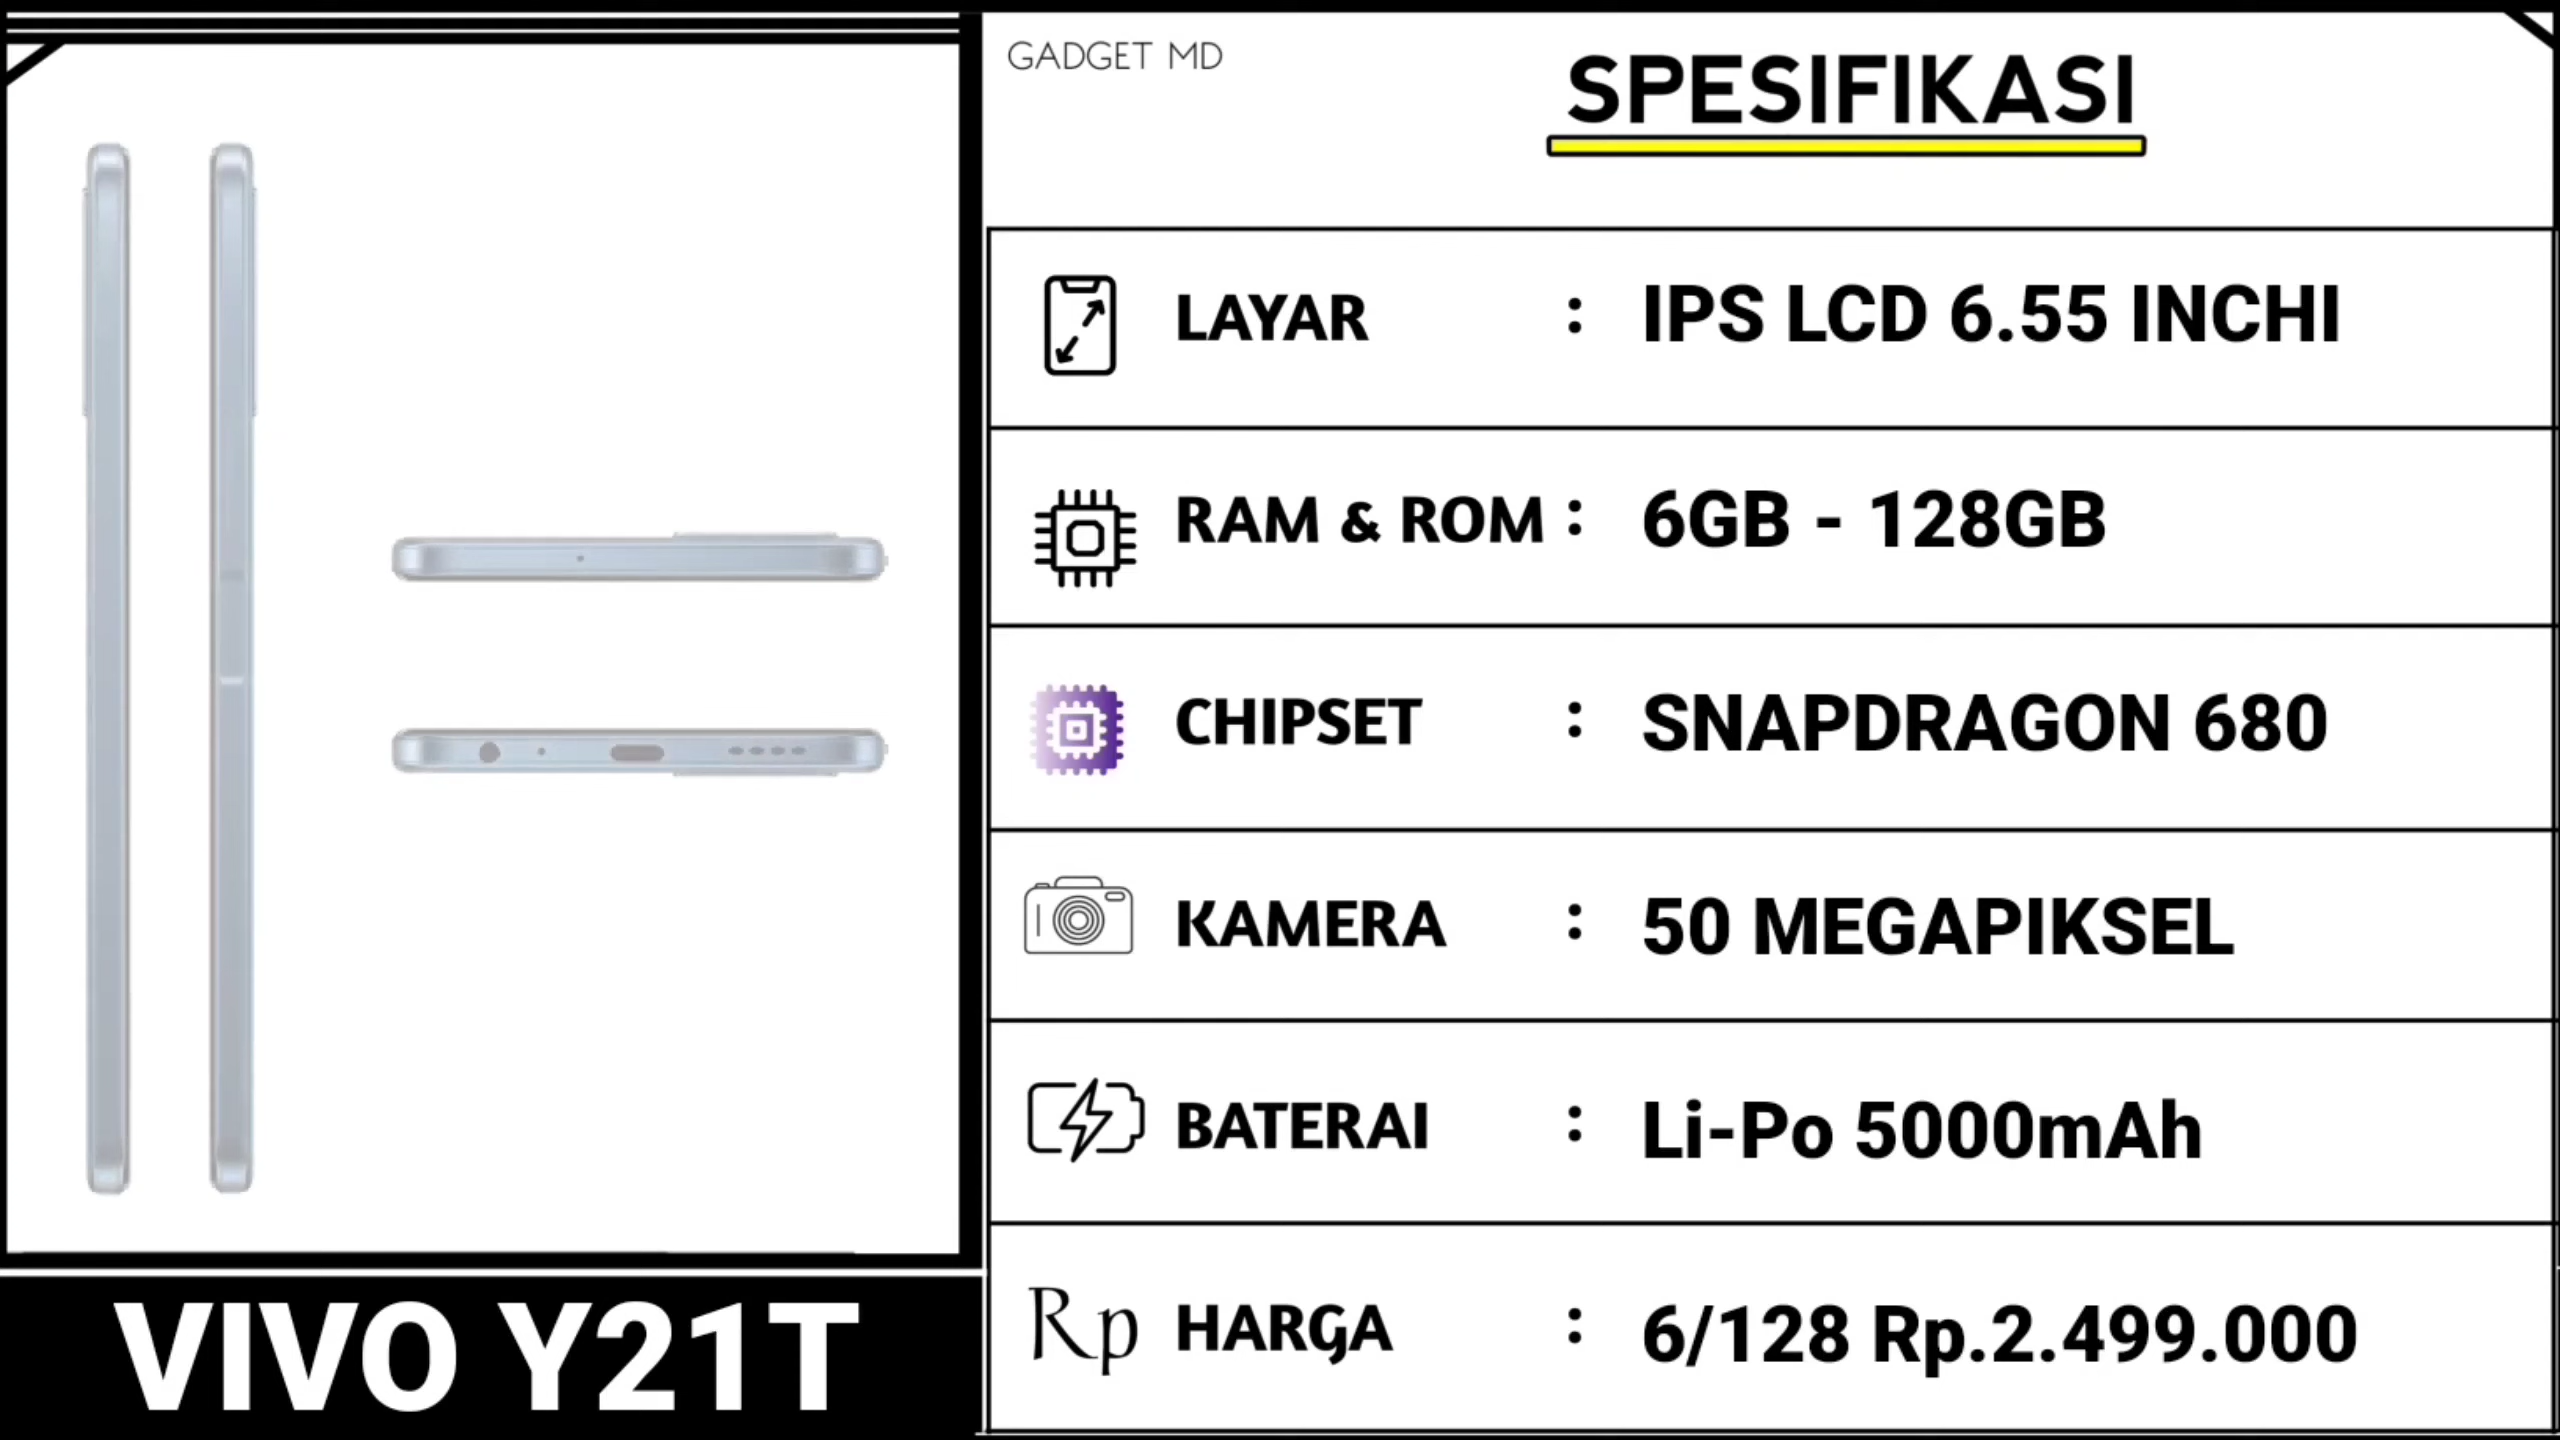 GADGET MD
SPESIFIKASI
LAYAR : IPS LCD 6.55 INCHI
RAM & ROM : 6GB - 128GB
CHIPSET : SNAPDRAGON 680
KAMERA : 50 MEGAPIKSEL
BATERAI : Li-Po 5000mAh
Rp HARGA : 6/128 Rp.2.499.000
VIVO Y21T